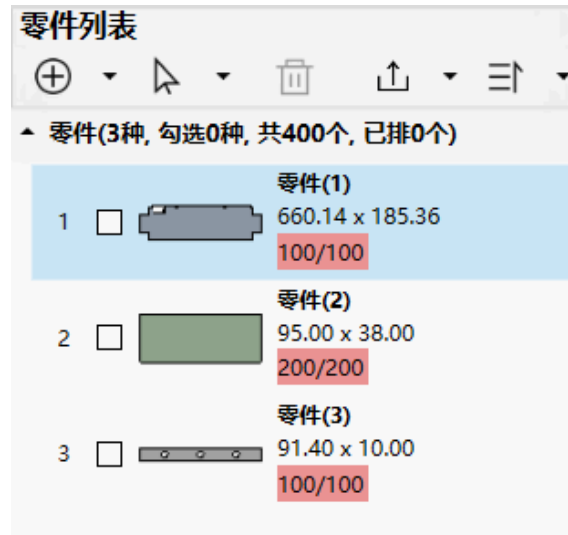 零件列表
零件(3种, 勾选0种, 共400个, 已排0个)
零件(1)
1
660.14 x 185.36
100/100
零件(2)
2
95.00 x 38.00
200/200
零件(3)
3
91.40 x 10.00
100/100